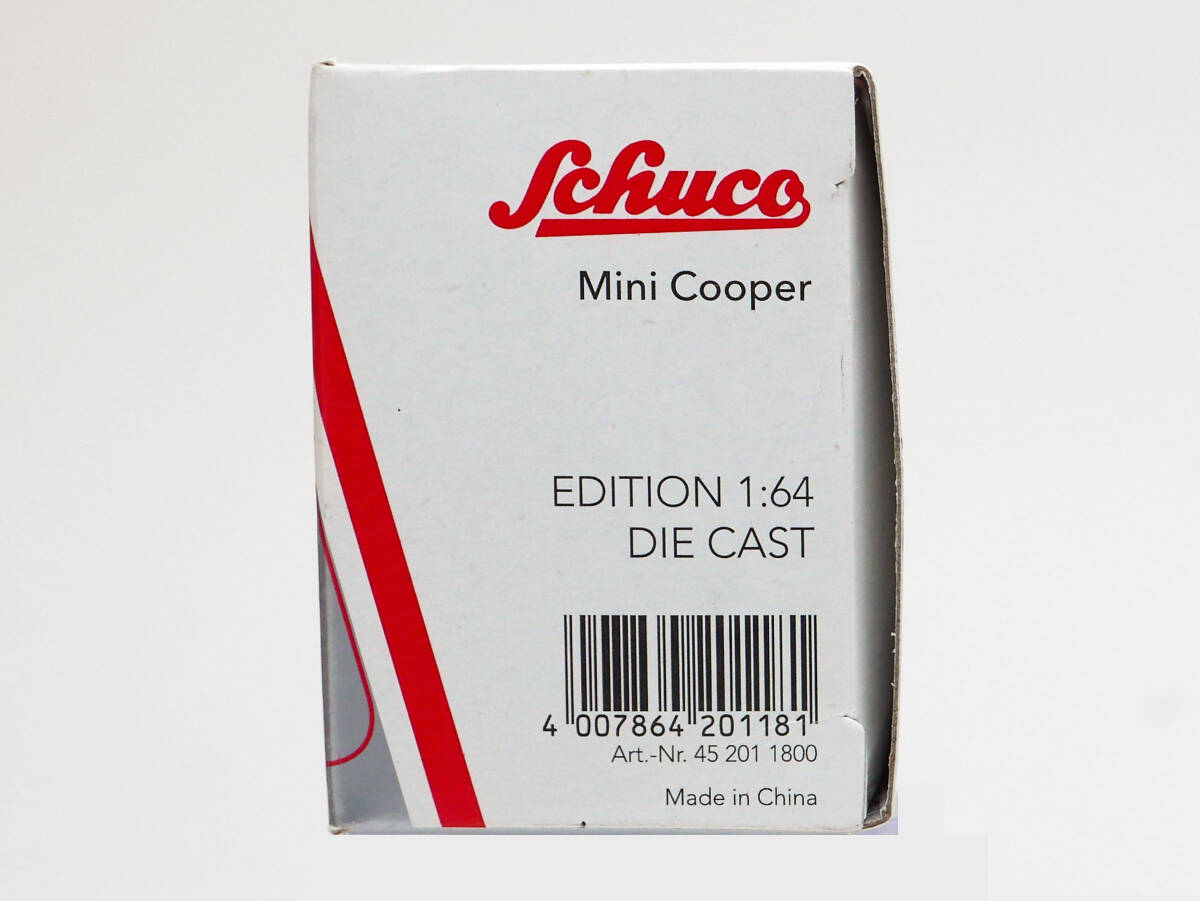 Schuco
Mini Cooper
EDITION 1:64
DIE CAST
4 007864 201181
Art.-Nr. 45 201 1800
Made in China